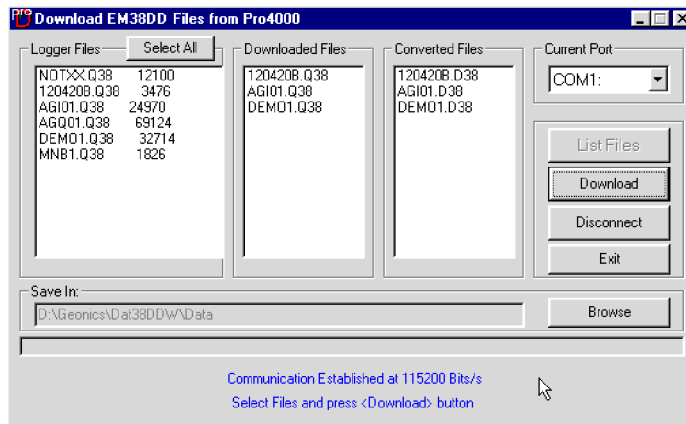 Pro Download EM38DD Files from Pro4000
Logger Files Select All
NOTXX.Q38 12100
120420B.Q38 3476
AGI01.Q38 24970
AGQ01.Q38 69124
DEMO1.Q38 32714
MNB1.Q38 1826
Downloaded Files
120420B.Q38
AGI01.Q38
DEMO1.Q38
Converted Files
120420B.D38
AGI01.D38
DEMO1.D38
Current Port
COM1:
List Files
Download
Disconnect
Exit
Save In:
D:\Geonics\Dat38DDW\Data
Browse
Communication Established at 115200 Bits/s
Select Files and press <Download> button